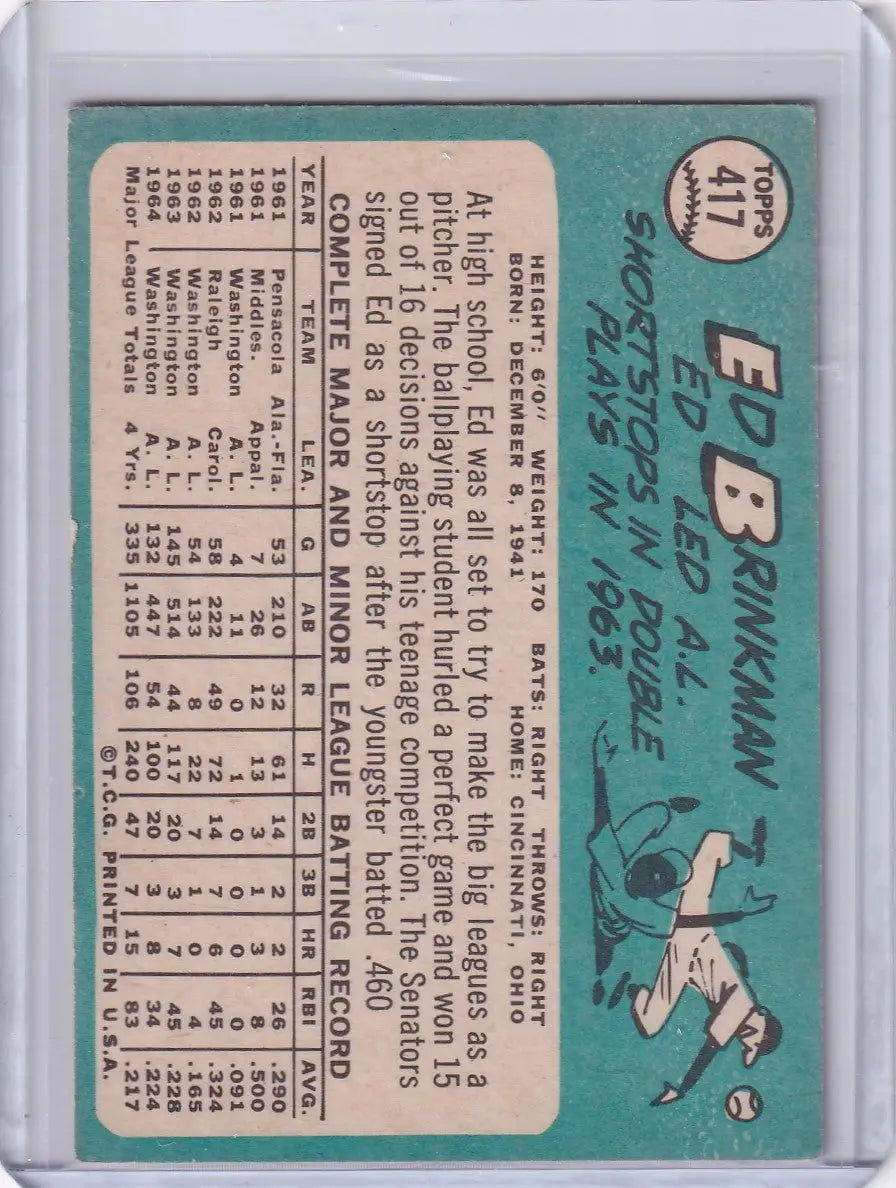 TOPPS
417
ED BRINKMAN
ED LED A.L.
SHORTSTOPS IN DOUBLE
PLAYS IN 1963.
HEIGHT: 6'0" WEIGHT: 170 BATS: RIGHT THROWS: RIGHT
BORN: DECEMBER 8, 1941 HOME: CINCINNATI, OHIO
At high school, Ed was all set to try to make the big leagues as a
pitcher. The ballplaying student hurled a perfect game and won 15
out of 16 decisions against his teenage competition. The Senators
signed Ed as a shortstop after the youngster batted .460
COMPLETE MAJOR AND MINOR LEAGUE BATTING RECORD
YEAR TEAM LEA. G AB R H 2B 3B HR RBI AVG.
1961 Pensacola Ala.-Fla. 53 210 32 61 14 2 2 26 .290
1961 Middles. Appal. 7 26 12 13 3 1 3 8 .500
1961 Washington A. L. 4 11 0 1 0 0 0 0 .091
1962 Raleigh Carol. 58 222 49 72 14 7 6 45 .324
1962 Washington A. L. 54 133 8 22 7 1 0 4 .165
1963 Washington A. L. 145 514 44 117 20 3 7 45 .228
1964 Washington A. L. 132 447 54 100 20 3 8 34 .224
Major League Totals 4 Yrs. 335 1105 106 240 47 7 15 83 .217
©T.C.G. PRINTED IN U.S.A.